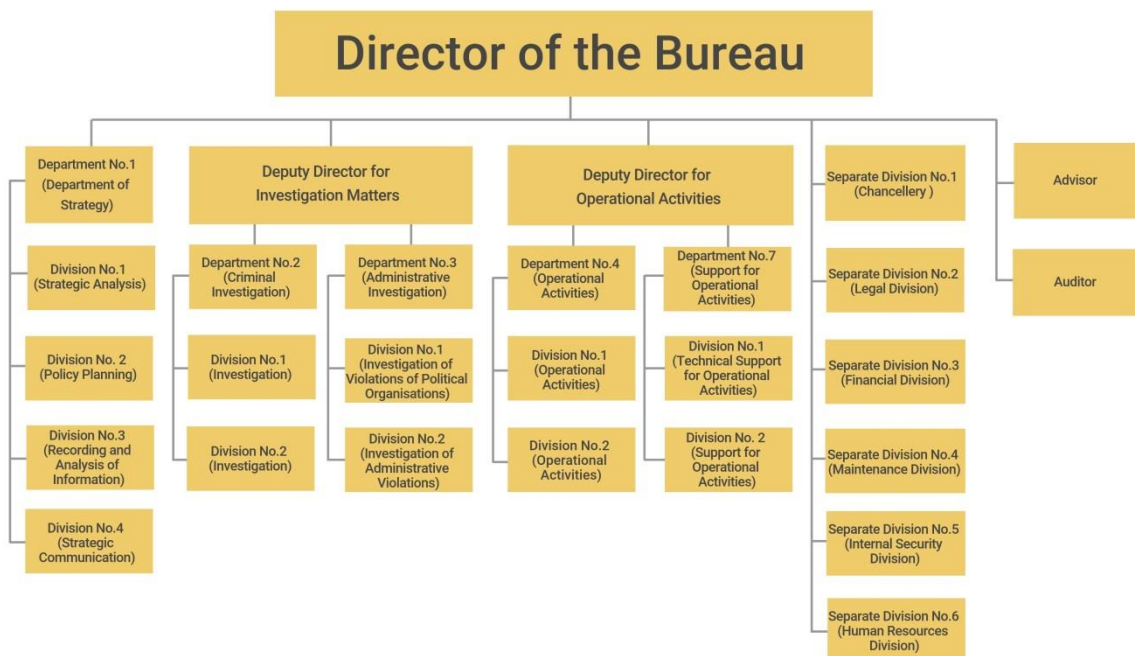 Director of the Bureau
Department No.1
(Department of
Strategy)
Division No.1
(Strategic Analysis)
Division No. 2
(Policy Planning)
Division No.3
(Recording and
Analysis of
Information)
Division No.4
(Strategic
Communication)
Deputy Director for
Investigation Matters
Department No.2
(Criminal
Investigation)
Division No.1
(Investigation)
Division No.2
(Investigation)
Department No.3
(Administrative
Investigation)
Division No.1
(Investigation of
Violations of Political
Organisations)
Division No.2
(Investigation of
Administrative
Violations)
Deputy Director for
Operational Activities
Department No.4
(Operational
Activities)
Division No.1
(Operational
Activities)
Division No.2
(Operational
Activities)
Department No.7
(Support for
Operational
Activities)
Division No.1
(Technical Support
for Operational
Activities)
Division No. 2
(Support for
Operational
Activities)
Separate Division No.1
(Chancellery )
Separate Division No.2
(Legal Division)
Separate Division No.3
(Financial Division)
Separate Division No.4
(Maintenance Division)
Separate Division No.5
(Internal Security
Division)
Separate Division No.6
(Human Resources
Division)
Advisor
Auditor